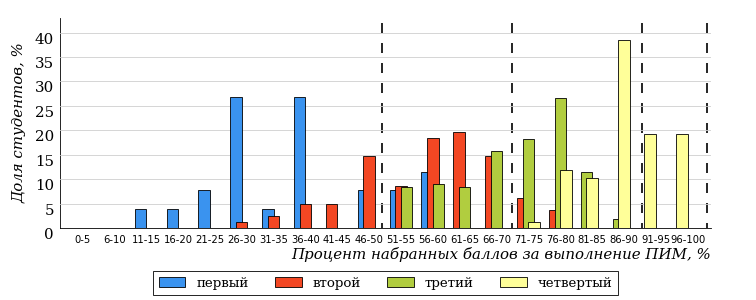 Доля студентов, %
40
35
30
25
20
15
10
5
0
0-5 6-10 11-15 16-20 21-25 26-30 31-35 36-40 41-45 46-50 51-55 56-60 61-65 66-70 71-75 76-80 81-85 86-90 91-95 96-100
Процент набранных баллов за выполнение ПИМ, %
первый второй третий четвертый